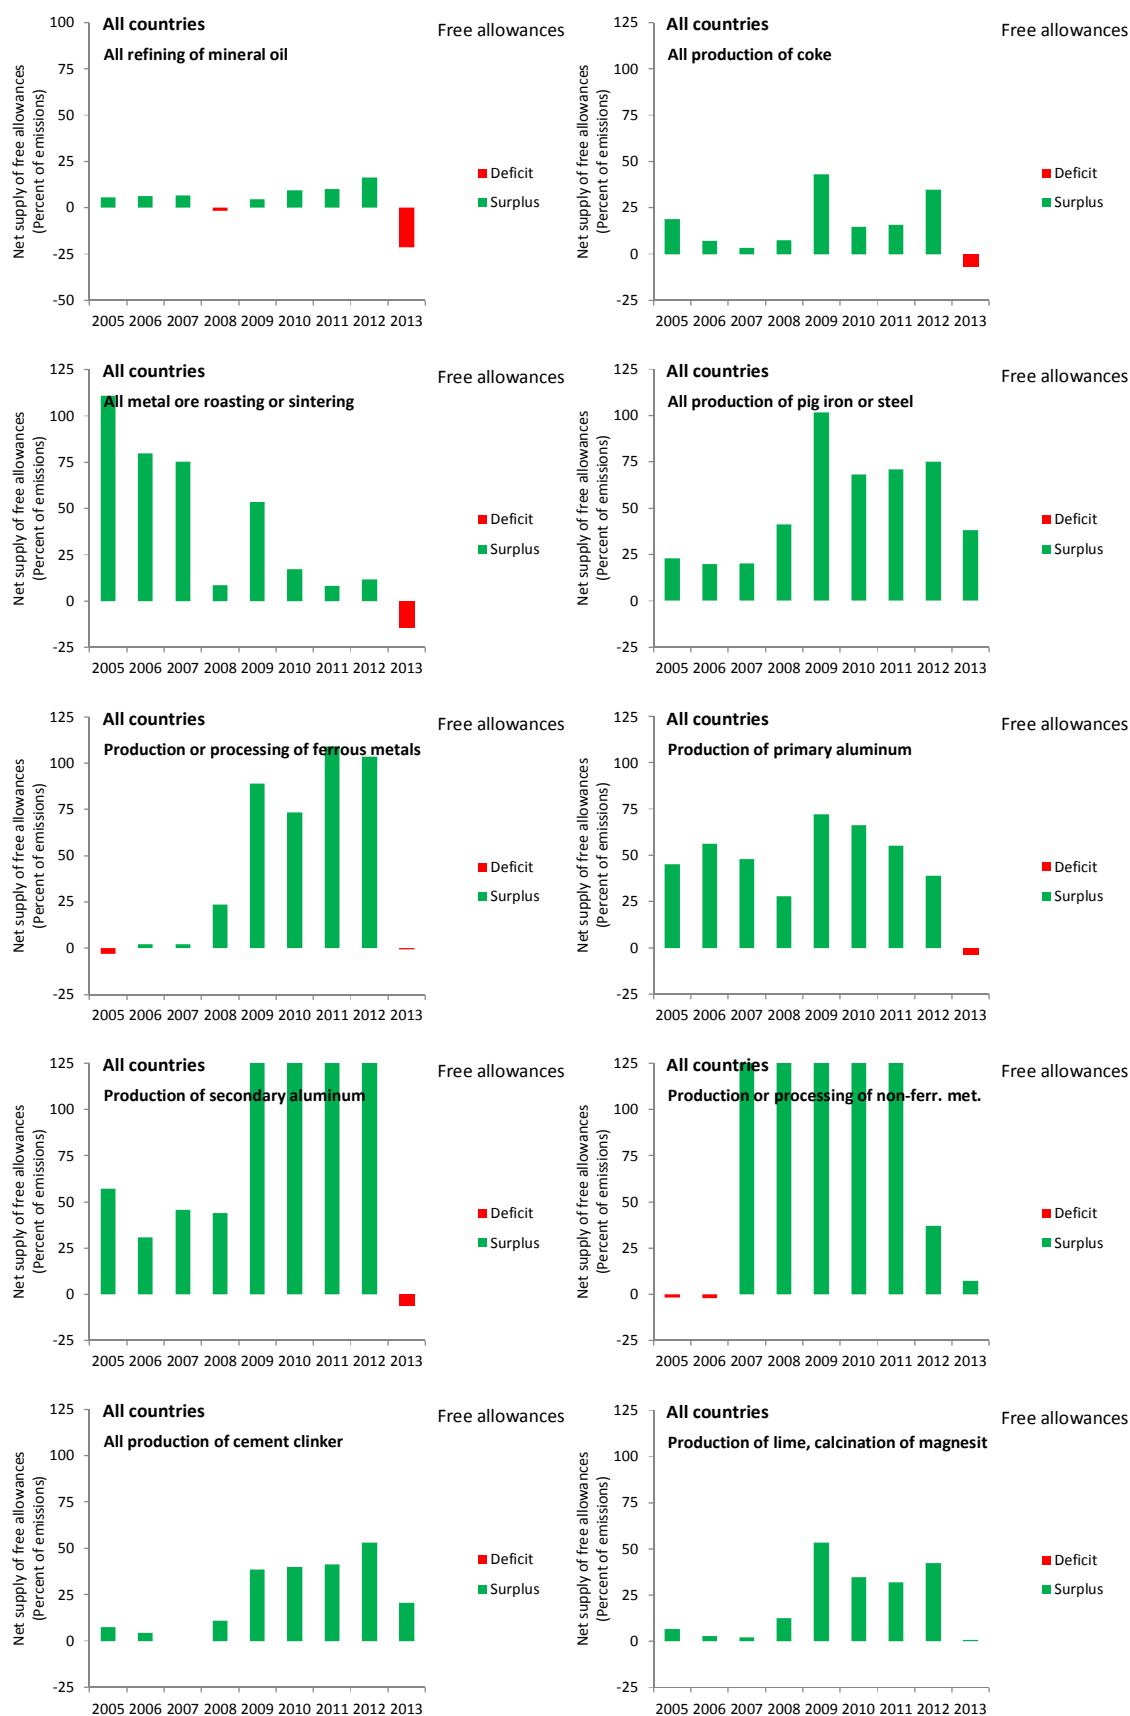 All countries
Free allowances
All refining of mineral oil
Net supply of free allowances
(Percent of emissions)
100
75
50
25
0
-25
-50
Deficit
Surplus
2005 2006 2007 2008 2009 2010 2011 2012 2013
All countries
Free allowances
All production of coke
Net supply of free allowances
(Percent of emissions)
125
100
75
50
25
0
-25
Deficit
Surplus
2005 2006 2007 2008 2009 2010 2011 2012 2013
All countries
Free allowances
All metal ore roasting or sintering
Net supply of free allowances
(Percent of emissions)
125
100
75
50
25
0
-25
Deficit
Surplus
2005 2006 2007 2008 2009 2010 2011 2012 2013
All countries
Free allowances
All production of pig iron or steel
Net supply of free allowances
(Percent of emissions)
125
100
75
50
25
0
-25
Deficit
Surplus
2005 2006 2007 2008 2009 2010 2011 2012 2013
All countries
Free allowances
Production or processing of ferrous metals
Net supply of free allowances
(Percent of emissions)
125
100
75
50
25
0
-25
Deficit
Surplus
2005 2006 2007 2008 2009 2010 2011 2012 2013
All countries
Free allowances
Production of primary aluminum
Net supply of free allowances
(Percent of emissions)
125
100
75
50
25
0
-25
Deficit
Surplus
2005 2006 2007 2008 2009 2010 2011 2012 2013
All countries
Free allowances
Production of secondary aluminum
Net supply of free allowances
(Percent of emissions)
125
100
75
50
25
0
-25
Deficit
Surplus
2005 2006 2007 2008 2009 2010 2011 2012 2013
All countries
Free allowances
Production or processing of non-ferr. met.
Net supply of free allowances
(Percent of emissions)
125
100
75
50
25
0
-25
Deficit
Surplus
2005 2006 2007 2008 2009 2010 2011 2012 2013
All countries
Free allowances
All production of cement clinker
Net supply of free allowances
(Percent of emissions)
125
100
75
50
25
0
-25
Deficit
Surplus
2005 2006 2007 2008 2009 2010 2011 2012 2013
All countries
Free allowances
Production of lime, calcination of magnesit
Net supply of free allowances
(Percent of emissions)
125
100
75
50
25
0
-25
Deficit
Surplus
2005 2006 2007 2008 2009 2010 2011 2012 2013